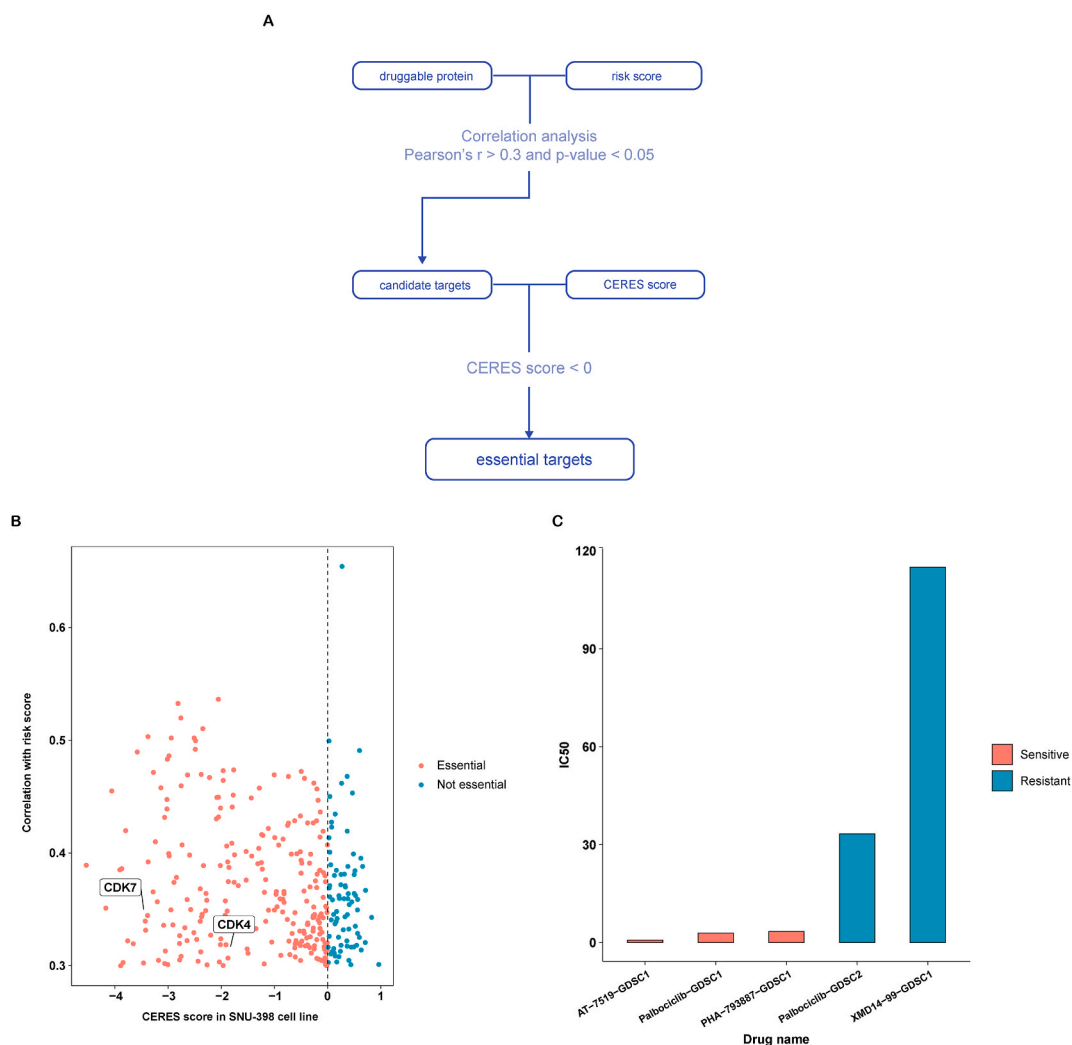 A
druggable protein
risk score
Correlation analysis
Pearson's r > 0.3 and p-value < 0.05
candidate targets
CERES score
CERES score < 0
essential targets
B
Correlation with risk score
0.6
0.5
0.4
0.3
CDK7
CDK4
−4
−3
−2
−1
0
1
CERES score in SNU-398 cell line
Essential
Not essential
C
IC50
120
90
60
30
0
AT−7519−GDSC1
Palbociclib−GDSC1
PHA−793887−GDSC1
Palbociclib−GDSC2
XMD14−99−GDSC1
Drug name
Sensitive
Resistant